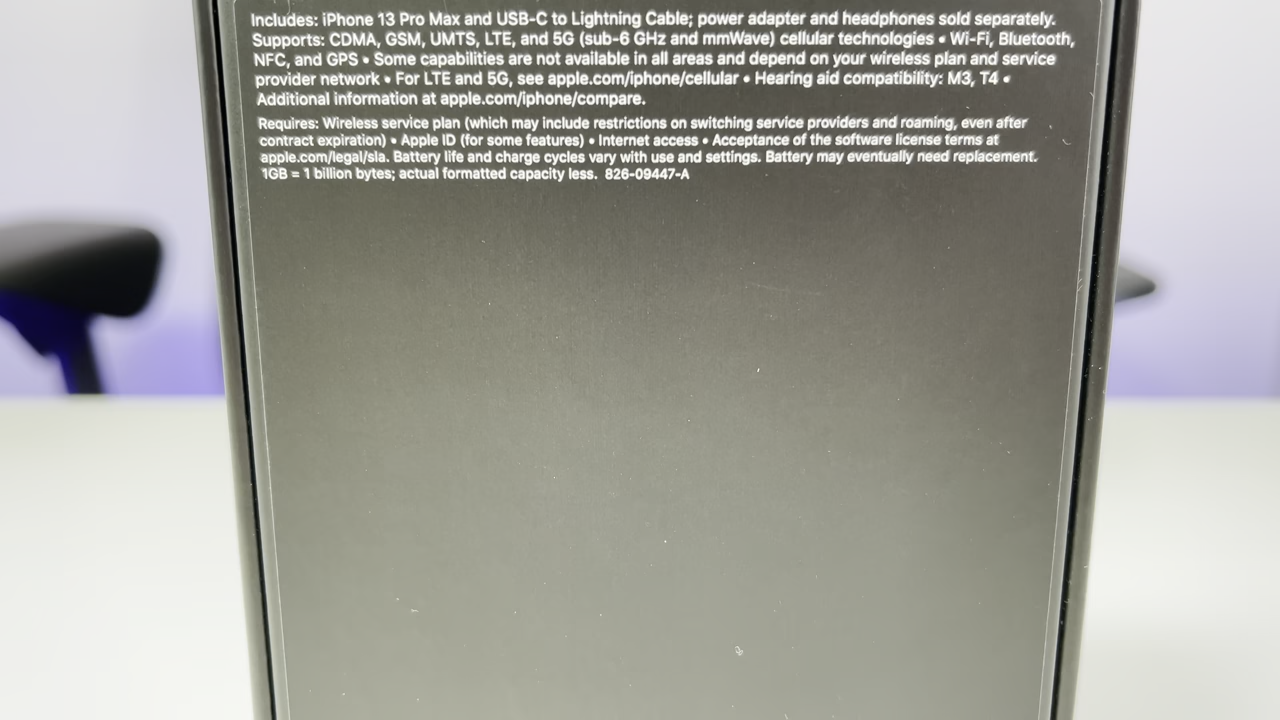 Includes: iPhone 13 Pro Max and USB-C to Lightning Cable; power adapter and headphones sold separately.
Supports: CDMA, GSM, UMTS, LTE, and 5G (sub-6 GHz and mmWave) cellular technologies • Wi-Fi, Bluetooth,
NFC, and GPS • Some capabilities are not available in all areas and depend on your wireless plan and service
provider network • For LTE and 5G, see apple.com/iphone/cellular • Hearing aid compatibility: M3, T4 •
Additional information at apple.com/iphone/compare.
Requires: Wireless service plan (which may include restrictions on switching service providers and roaming, even after
contract expiration) • Apple ID (for some features) • Internet access • Acceptance of the software license terms at
apple.com/legal/sla. Battery life and charge cycles vary with use and settings. Battery may eventually need replacement.
1GB = 1 billion bytes; actual formatted capacity less. 826-09447-A